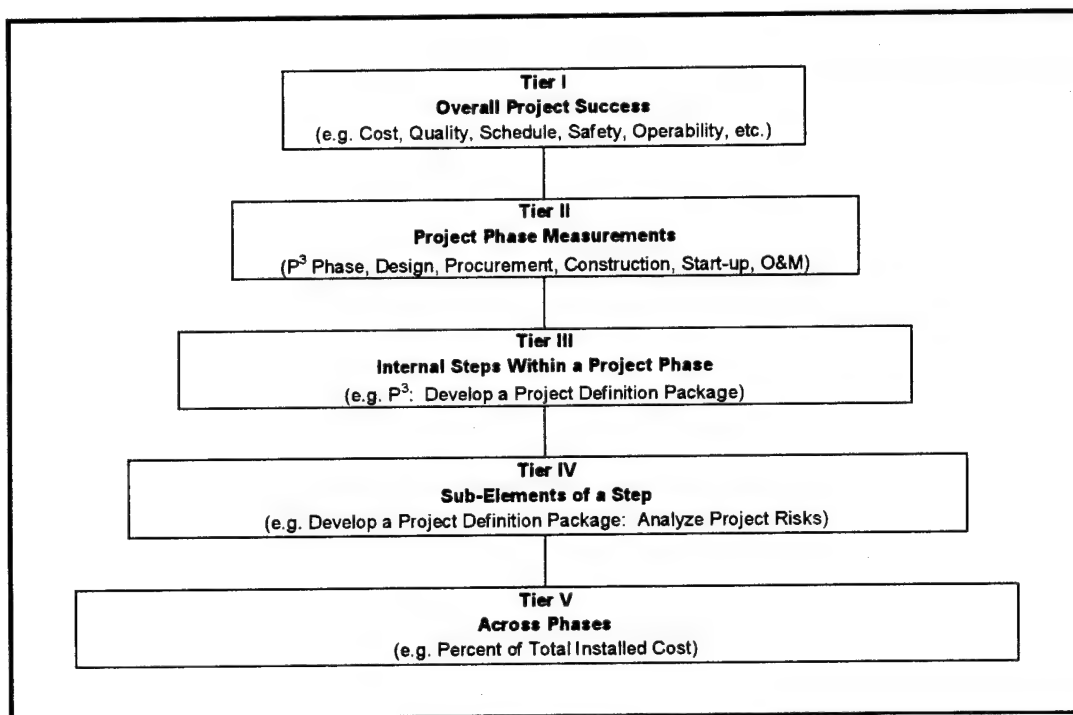 Tier I
Overall Project Success
(e.g. Cost, Quality, Schedule, Safety, Operability, etc.)
Tier II
Project Phase Measurements
(P³ Phase, Design, Procurement, Construction, Start-up, O&M)
Tier III
Internal Steps Within a Project Phase
(e.g. P³: Develop a Project Definition Package)
Tier IV
Sub-Elements of a Step
(e.g. Develop a Project Definition Package: Analyze Project Risks)
Tier V
Across Phases
(e.g. Percent of Total Installed Cost)